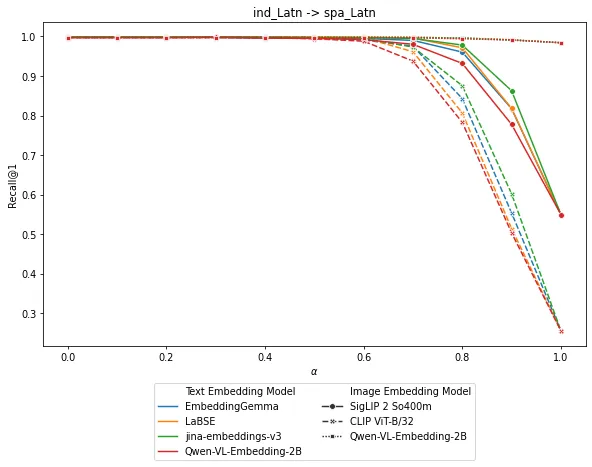 ind_Latn -> spa_Latn
Recall@1
1.0
0.9
0.8
0.7
0.6
0.5
0.4
0.3
0.0 0.2 0.4 0.6 0.8 1.0
α
Text Embedding Model Image Embedding Model
EmbeddingGemma SigLIP 2 So400m
LaBSE CLIP ViT-B/32
jina-embeddings-v3 Qwen-VL-Embedding-2B
Qwen-VL-Embedding-2B